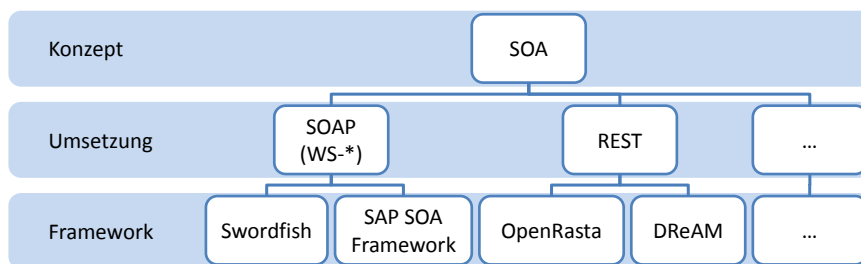 Konzept
SOA
Umsetzung
SOAP
(WS-*)
REST
...
Framework
Swordfish
SAP SOA
Framework
OpenRasta
DReAM
...